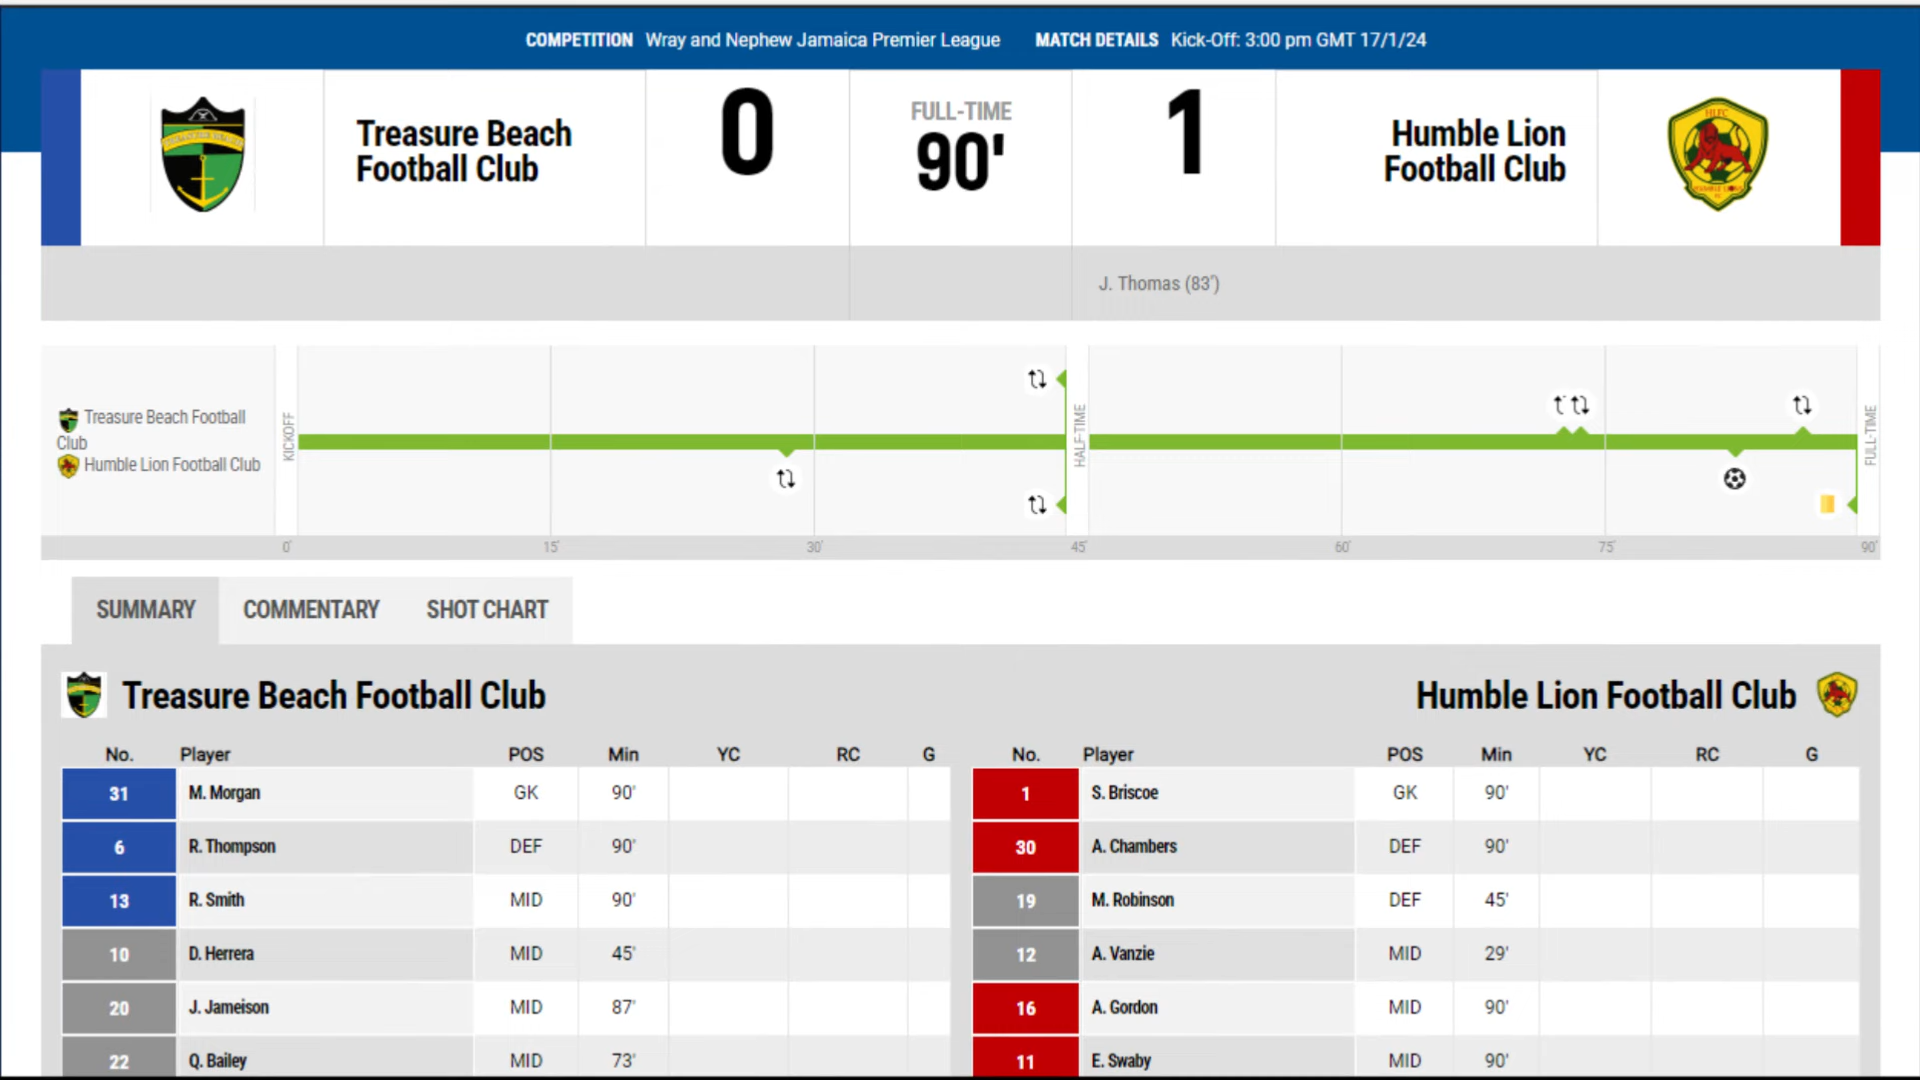 COMPETITION Wray and Nephew Jamaica Premier League MATCH DETAILS Kick-Off: 3:00 pm GMT 17/1/24
Treasure Beach
Football Club
0
FULL-TIME
90'
1
Humble Lion
Football Club
HLFC
J. Thomas (83')
Treasure Beach Football
Club
Humble Lion Football Club
KICKOFF
HALF-TIME
FULL-TIME
0' 15' 30' 45' 60' 75' 90'
SUMMARY COMMENTARY SHOT CHART
Treasure Beach Football Club
Humble Lion Football Club
No. Player POS Min YC RC G
31 M. Morgan GK 90'
6 R. Thompson DEF 90'
13 R. Smith MID 90'
10 D. Herrera MID 45'
20 J. Jameison MID 87'
22 Q. Bailey MID 73'
No. Player POS Min YC RC G
1 S. Briscoe GK 90'
30 A. Chambers DEF 90'
19 M. Robinson DEF 45'
12 A. Vanzie MID 29'
16 A. Gordon MID 90'
11 E. Swaby MID 90'